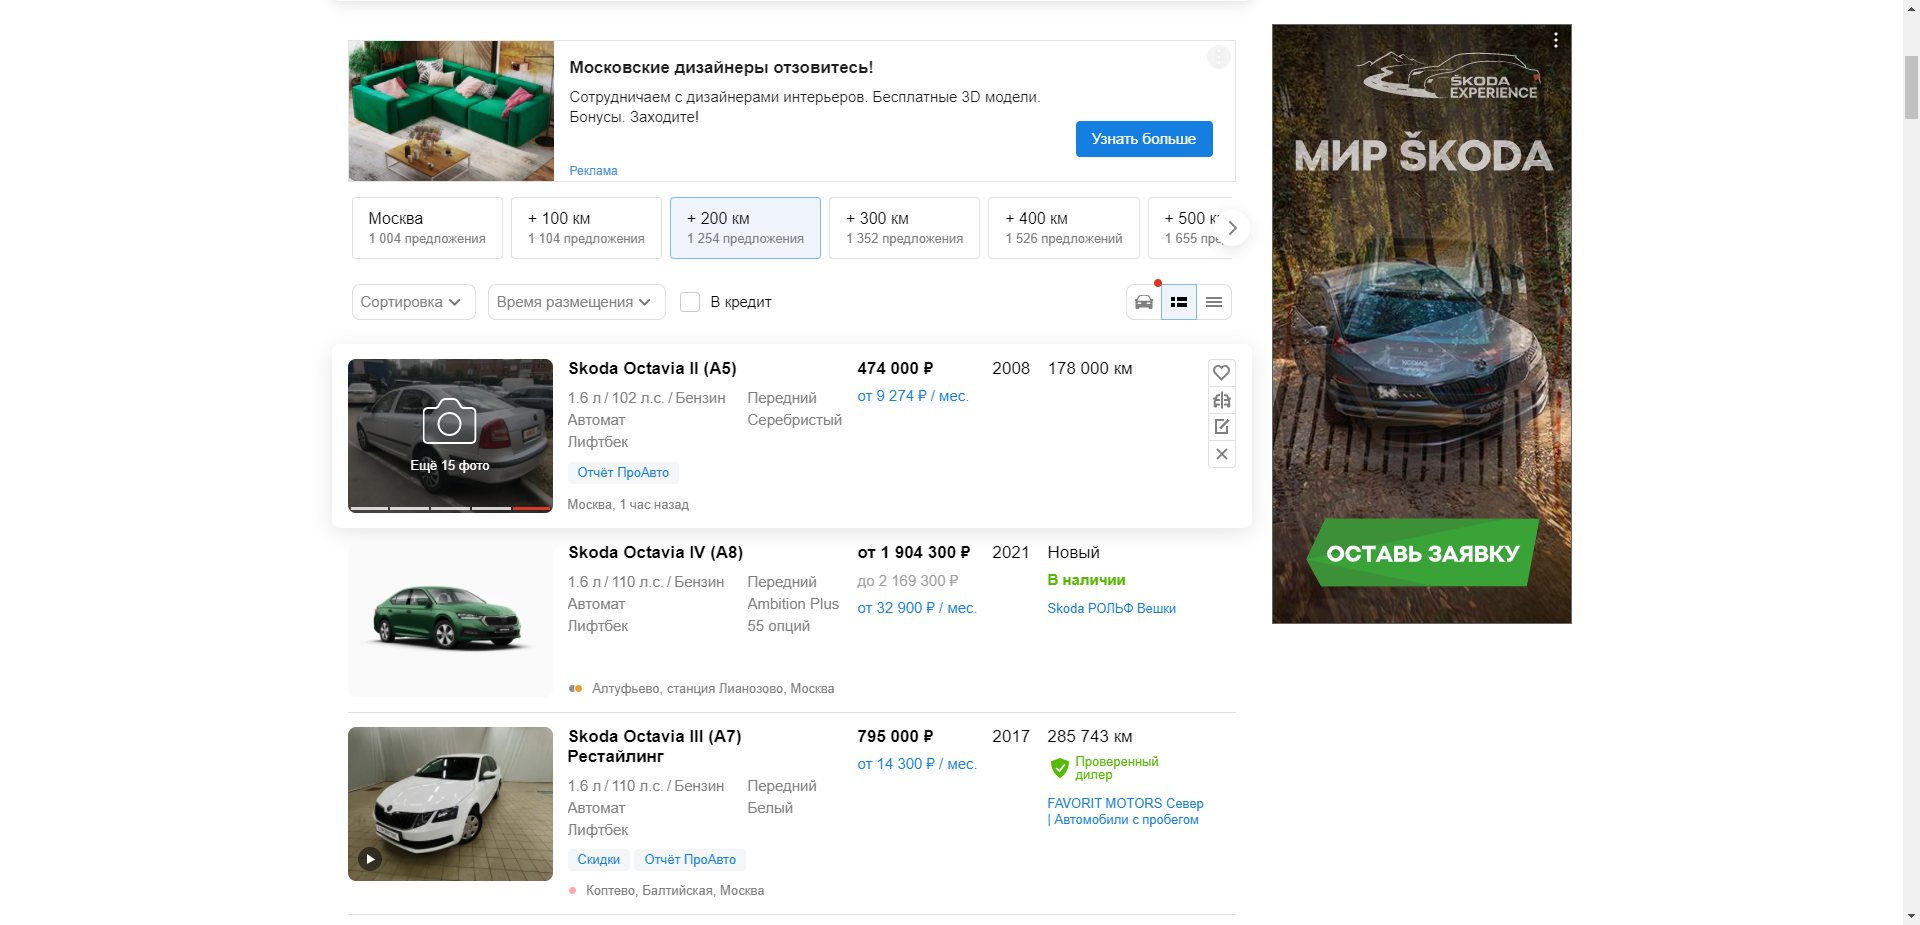 Московские дизайнеры отзовитесь!
Сотрудничаем с дизайнерами интерьеров. Бесплатные 3D модели.
Бонусы. Заходите!
Узнать больше
Реклама
Москва
1 004 предложения
+ 100 км
1 104 предложения
+ 200 км
1 254 предложения
+ 300 км
1 352 предложения
+ 400 км
1 526 предложений
+ 500
1 655
Сортировка
Время размещения
В кредит
Skoda Octavia II (A5)
474 000 ₽
2008
178 000 км
1.6 л / 102 л.с. / Бензин
Передний
от 9 274 ₽ / мес.
Автомат
Серебристый
Лифтбек
Ещё 15 фото
Отчёт ПроАвто
Москва, 1 час назад
Skoda Octavia IV (A8)
от 1 904 300 ₽
2021
Новый
1.6 л / 110 л.с. / Бензин
Передний
до 2 169 300 ₽
В наличии
Автомат
Ambition Plus
от 32 900 ₽ / мес.
Skoda РОЛЬФ Вешки
Лифтбек
55 опций
Алтуфьево, станция Лианозово, Москва
Skoda Octavia III (A7)
Рестайлинг
795 000 ₽
2017
285 743 км
от 14 300 ₽ / мес.
Проверенный
дилер
1.6 л / 110 л.с. / Бензин
Передний
Автомат
Белый
Лифтбек
FAVORIT MOTORS Север
| Автомобили с пробегом
Скидки
Отчёт ПроАвто
Коптево, Балтийская, Москва
ŠKODA
EXPERIENCE
МИР ŠKODA
KAROQ
ОСТАВЬ ЗАЯВКУ